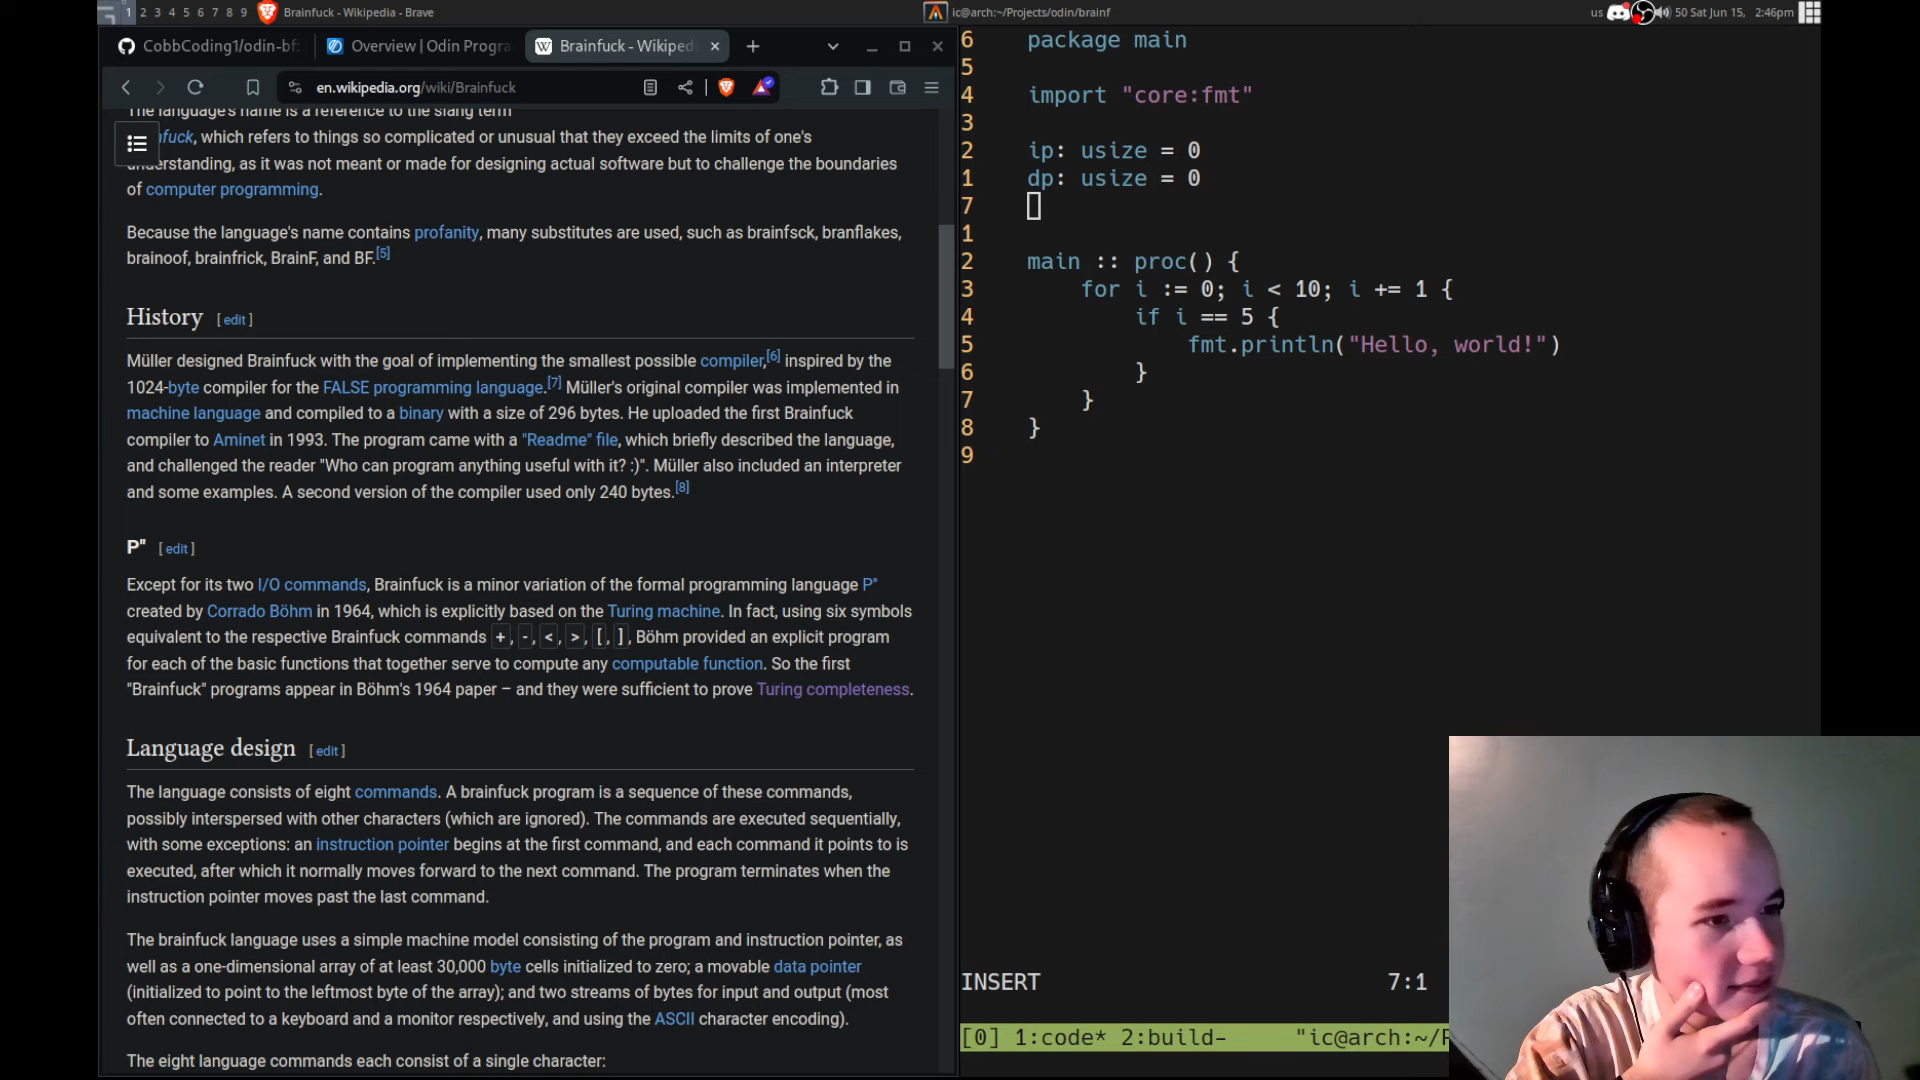 1 2 3 4 5 6 7 8 9 Brainfuck - Wikipedia - Brave
ic@arch:~/Projects/odin/brainf
us 50 Sat Jun 15, 2:46pm
CobbCoding1/odin-bf:
Overview | Odin Progra
Brainfuck - Wikiped
en.wikipedia.org/wiki/Brainfuck
The language's name is a reference to the slang term
fuck, which refers to things so complicated or unusual that they exceed the limits of one's
understanding, as it was not meant or made for designing actual software but to challenge the boundaries
of computer programming.
Because the language's name contains profanity, many substitutes are used, such as brainfsck, branflakes,
brainoof, brainfrick, BrainF, and BF.[5]
History [ edit ]
Müller designed Brainfuck with the goal of implementing the smallest possible compiler,[6] inspired by the
1024-byte compiler for the FALSE programming language.[7] Müller's original compiler was implemented in
machine language and compiled to a binary with a size of 296 bytes. He uploaded the first Brainfuck
compiler to Aminet in 1993. The program came with a "Readme" file, which briefly described the language,
and challenged the reader "Who can program anything useful with it? :)". Müller also included an interpreter
and some examples. A second version of the compiler used only 240 bytes.[8]
P′′ [ edit ]
Except for its two I/O commands, Brainfuck is a minor variation of the formal programming language P′′
created by Corrado Böhm in 1964, which is explicitly based on the Turing machine. In fact, using six symbols
equivalent to the respective Brainfuck commands +, -, <, >, [, ], Böhm provided an explicit program
for each of the basic functions that together serve to compute any computable function. So the first
"Brainfuck" programs appear in Böhm's 1964 paper – and they were sufficient to prove Turing completeness.
Language design [ edit ]
The language consists of eight commands. A brainfuck program is a sequence of these commands,
possibly interspersed with other characters (which are ignored). The commands are executed sequentially,
with some exceptions: an instruction pointer begins at the first command, and each command it points to is
executed, after which it normally moves forward to the next command. The program terminates when the
instruction pointer moves past the last command.
The brainfuck language uses a simple machine model consisting of the program and instruction pointer, as
well as a one-dimensional array of at least 30,000 byte cells initialized to zero; a movable data pointer
(initialized to point to the leftmost byte of the array); and two streams of bytes for input and output (most
often connected to a keyboard and a monitor respectively, and using the ASCII character encoding).
The eight language commands each consist of a single character:
6 package main
5
4 import "core:fmt"
3
2 ip: usize = 0
1 dp: usize = 0
7
1
2 main :: proc() {
3 for i := 0; i < 10; i += 1 {
4 if i == 5 {
5 fmt.println("Hello, world!")
6 }
7 }
8 }
9
INSERT 7:1
[0] 1:code* 2:build- "ic@arch:~/P